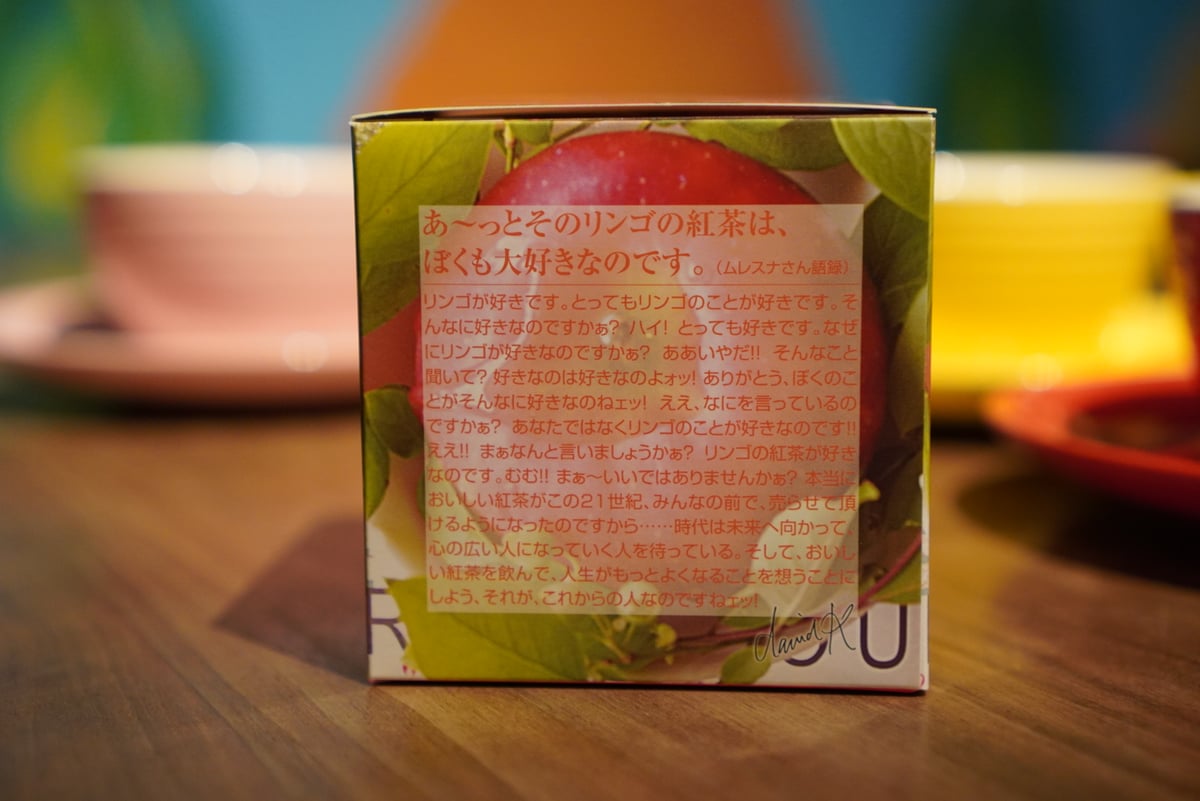 あ〜っとそのリンゴの紅茶は、
ぼくも大好きなのです。(ムレスナさん語録)
リンゴが好きです。とってもリンゴのことが好きです。そ
んなに好きなのですかぁ? ハイ! とっても好きです。なぜ
にリンゴが好きなのですかぁ? ああいやだ!! そんなこと
聞いて? 好きなのは好きなのよォッ! ありがとう、ぼくのこ
とがそんなに好きなのねェッ! ええ、なにを言っているの
ですかぁ? あなたではなくリンゴのことが好きなのです!!
ええ!! まぁなんと言いましょうかぁ? リンゴの紅茶が好き
なのです。むむ!! まぁ〜いいではありませんかぁ? 本当に
おいしい紅茶がこの21世紀、みんなの前で、売らせて頂
けるようになったのですから……時代は未来へ向かって、
心の広い人になっていく人を待っている。そして、おいし
い紅茶を飲んで、人生がもっとよくなることを想うことに
しよう、それが、これからの人なのですねェッ!
david K